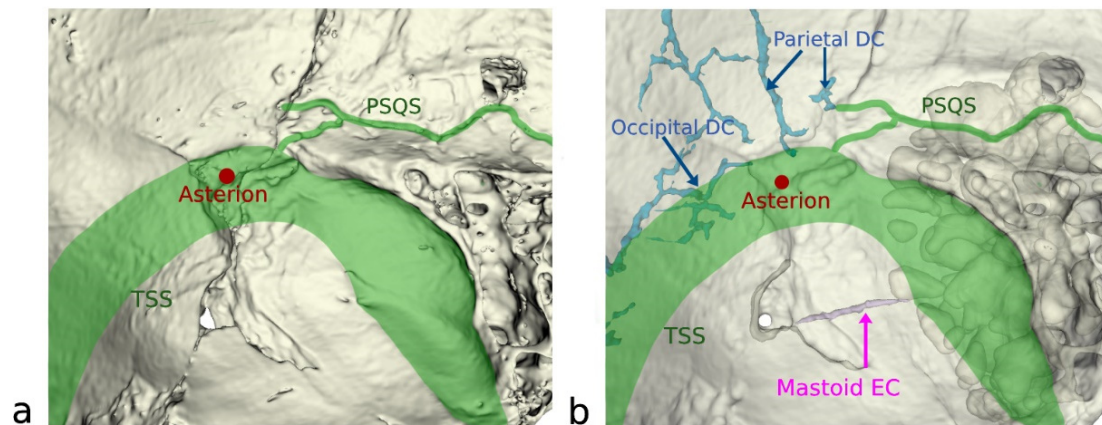 PSQS
Asterion
TSS
a
Parietal DC
PSQS
Occipital DC
Asterion
TSS
Mastoid EC
b